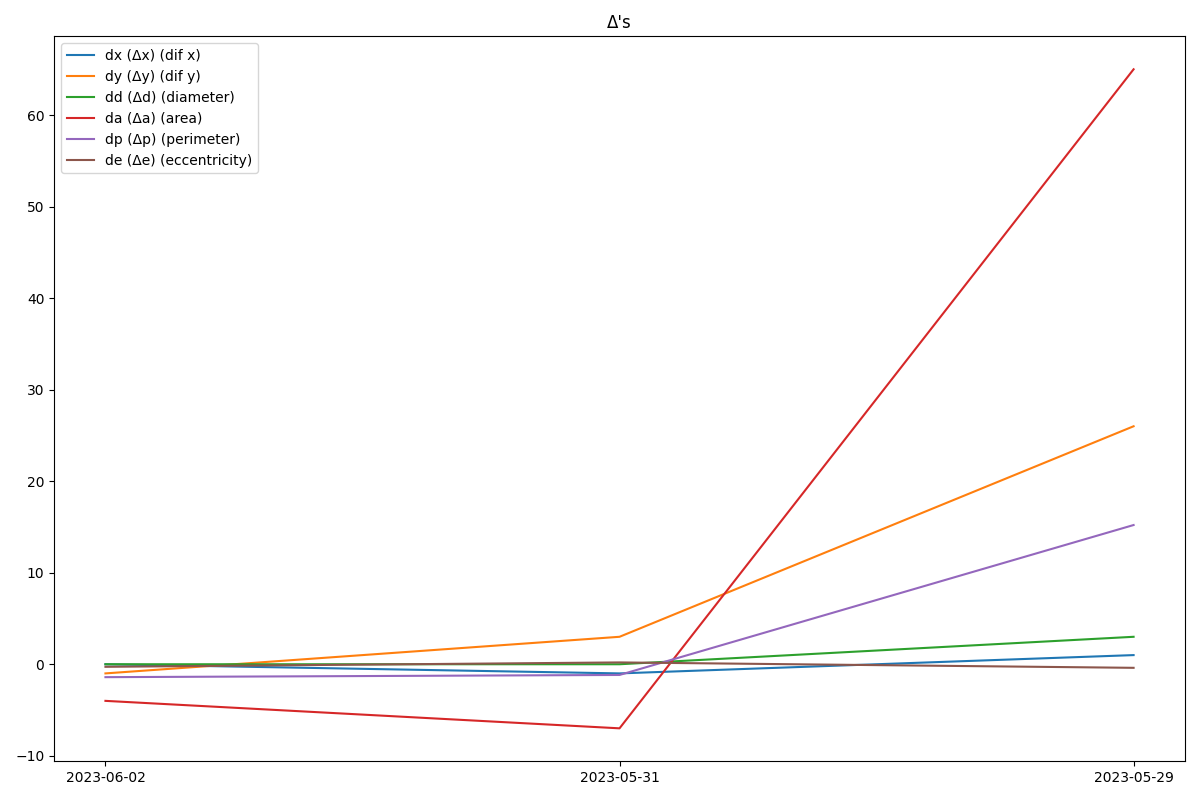 Δ's
dx (Δx) (dif x)
dy (Δy) (dif y)
dd (Δd) (diameter)
da (Δa) (area)
dp (Δp) (perimeter)
de (Δe) (eccentricity)
60
50
40
30
20
10
0
−10
2023-06-02 2023-05-31 2023-05-29